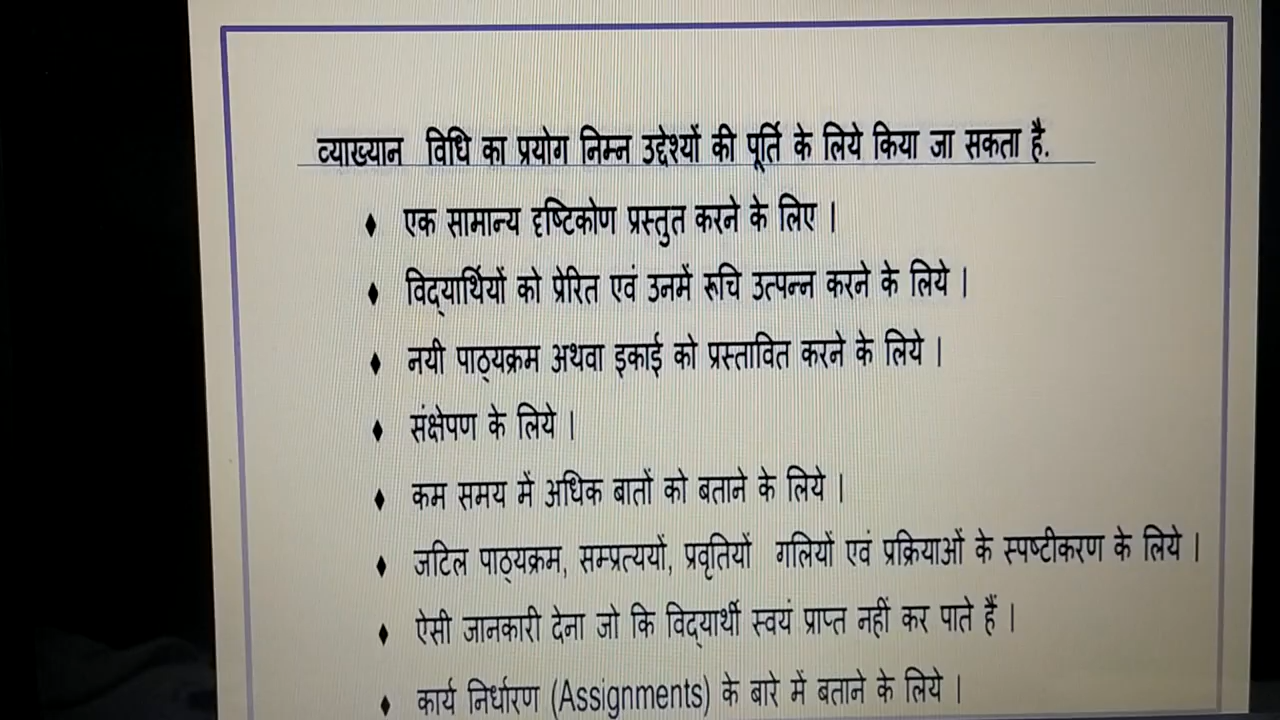 व्याख्यान विधि का प्रयोग निम्न उद्देश्यों की पूर्ति के लिये किया जा सकता है.
♦ एक सामान्य दृष्टिकोण प्रस्तुत करने के लिए ।
♦ विद्यार्थियों को प्रेरित एवं उनमें रूचि उत्पन्न करने के लिये ।
♦ नयी पाठ्यक्रम अथवा इकाई को प्रस्तावित करने के लिये ।
♦ संक्षेपण के लिये ।
♦ कम समय में अधिक बातों को बताने के लिये ।
♦ जटिल पाठ्यक्रम, सम्प्रत्ययों, प्रवृतियों गलियों एवं प्रक्रियाओं के स्पष्टीकरण के लिये ।
♦ ऐसी जानकारी देना जो कि विद्यार्थी स्वयं प्राप्त नहीं कर पाते हैं ।
♦ कार्य निर्धारण (Assignments) के बारे में बताने के लिये ।